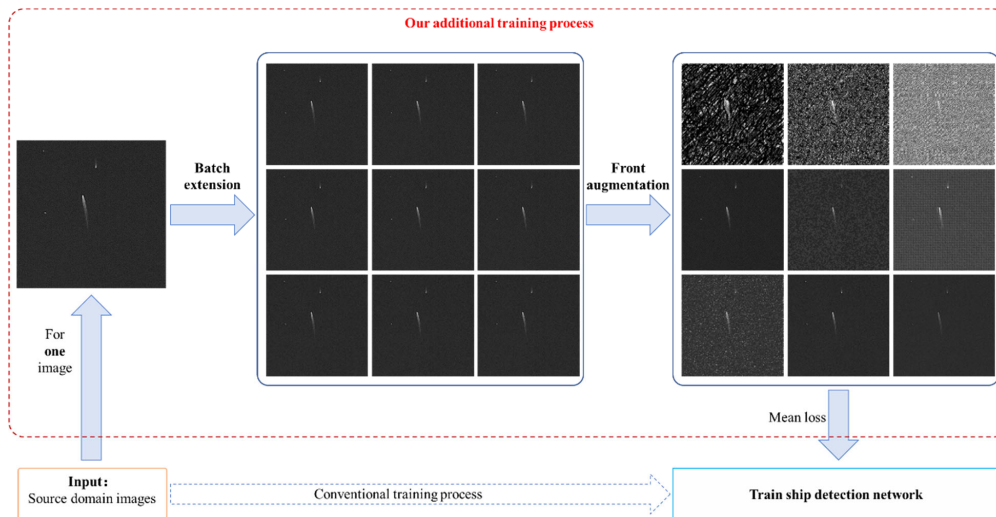 Our additional training process
Batch
extension
Front
augmentation
For
one
image
Mean loss
Input:
Source domain images
Conventional training process
Train ship detection network